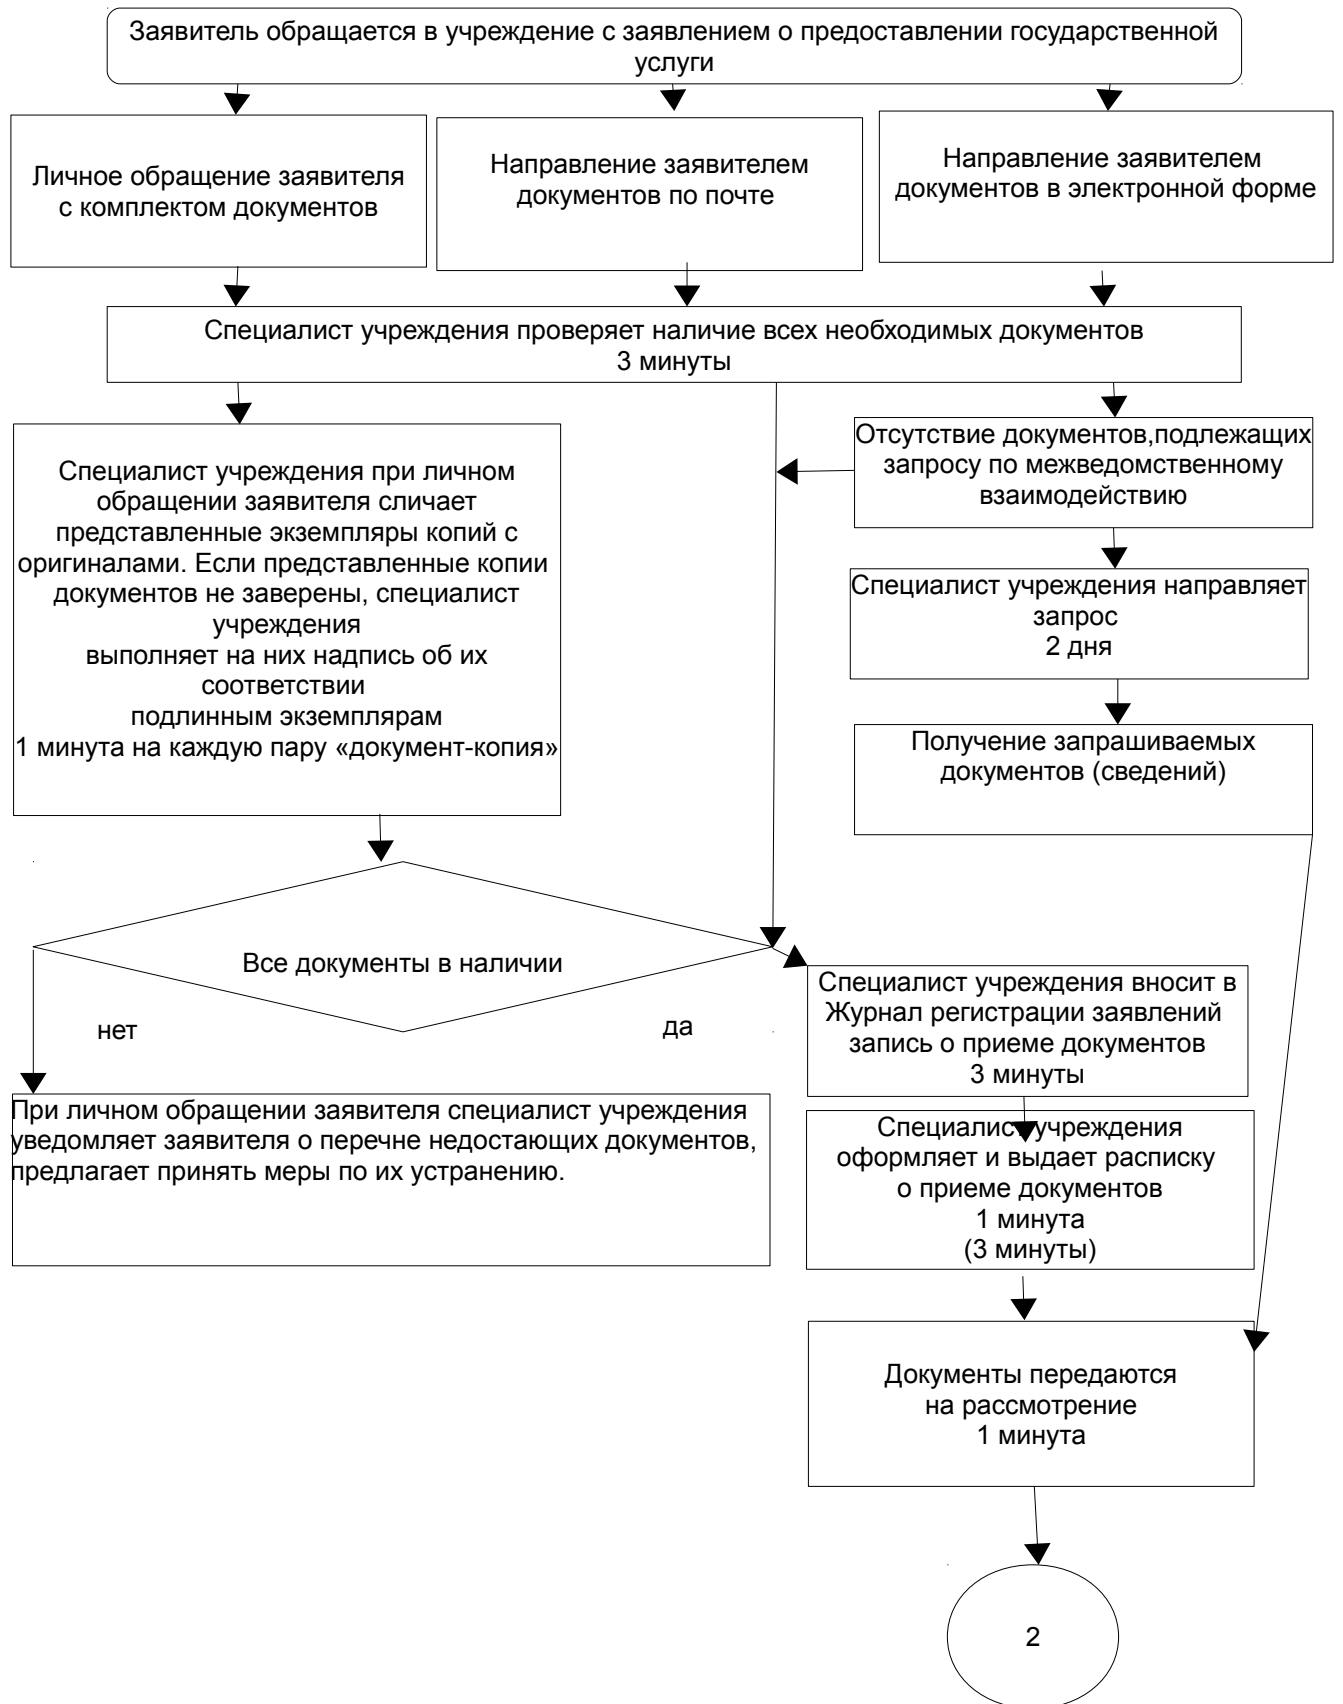 Заявитель обращается в учреждение с заявлением о предоставлении государственной
услуги
Личное обращение заявителя
с комплектом документов
Направление заявителем
документов по почте
Направление заявителем
документов в электронной форме
Специалист учреждения проверяет наличие всех необходимых документов
3 минуты
Специалист учреждения при личном
обращении заявителя сличает
представленные экземпляры копий с
оригиналами. Если представленные копии
документов не заверены, специалист
учреждения
выполняет на них надпись об их
соответствии
подлинным экземплярам
1 минута на каждую пару «документ-копия»
Отсутствие документов,подлежащих
запросу по межведомственному
взаимодействию
Специалист учреждения направляет
запрос
2 дня
Получение запрашиваемых
документов (сведений)
Все документы в наличии
нет
да
Специалист учреждения вносит в
Журнал регистрации заявлений
запись о приеме документов
3 минуты
При личном обращении заявителя специалист учреждения
уведомляет заявителя о перечне недостающих документов,
предлагает принять меры по их устранению.
Специалист учреждения
оформляет и выдает расписку
о приеме документов
1 минута
(3 минуты)
Документы передаются
на рассмотрение
1 минута
2